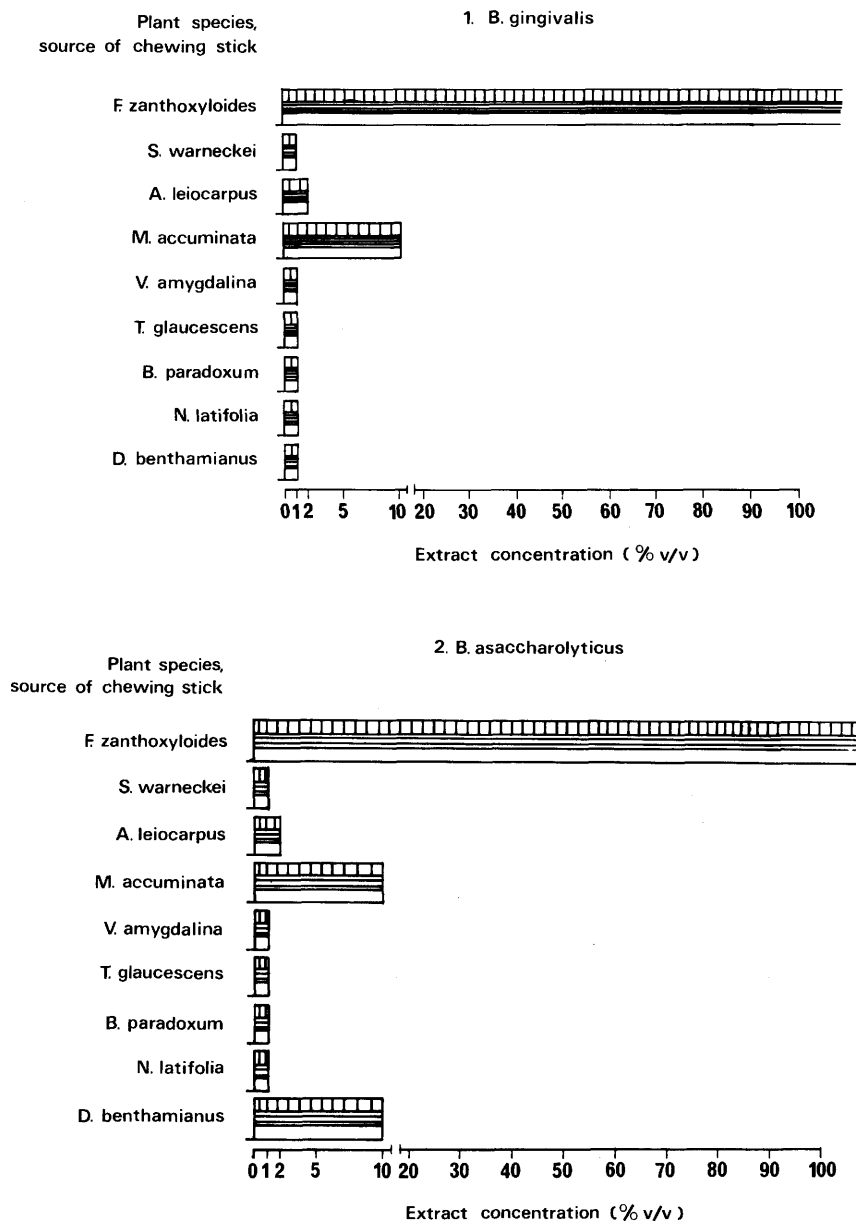 Plant species,
source of chewing stick
1. B. gingivalis
F. zanthoxyloides
S. warneckei
A. leiocarpus
M. accuminata
V. amygdalina
T. glaucescens
B. paradoxum
N. latifolia
D. benthamianus
0 1 2 5 10 20 30 40 50 60 70 80 90 100
Extract concentration (% v/v)
2. B. asaccharolyticus
Plant species,
source of chewing stick
F. zanthoxyloides
S. warneckei
A. leiocarpus
M. accuminata
V. amygdalina
T. glaucescens
B. paradoxum
N. latifolia
D. benthamianus
0 1 2 5 10 20 30 40 50 60 70 80 90 100
Extract concentration (% v/v)